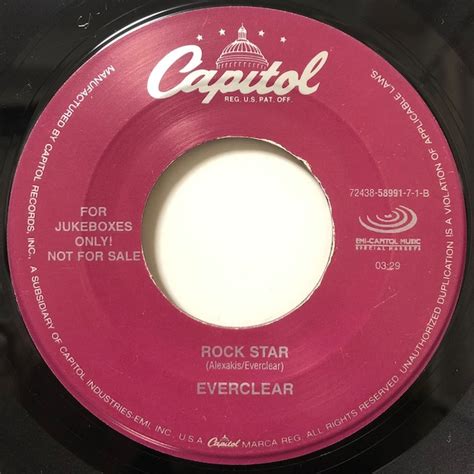 Capitol
REG. U.S. PAT. OFF.
72438-58991-7-1-B
FOR
JUKEBOXES
ONLY!
NOT FOR SALE
EMI-CAPITOL MUSIC
SPECIAL MARKETS
03:29
ROCK STAR
(Alexakis/Everclear)
EVERCLEAR
MANUFACTURED BY CAPITOL RECORDS, INC., A SUBSIDIARY OF CAPITOL INDUSTRIES-EMI, INC., U.S.A. Capitol MARCA REG. ALL RIGHTS RESERVED. UNAUTHORIZED DUPLICATION IS A VIOLATION OF APPLICABLE LAWS.